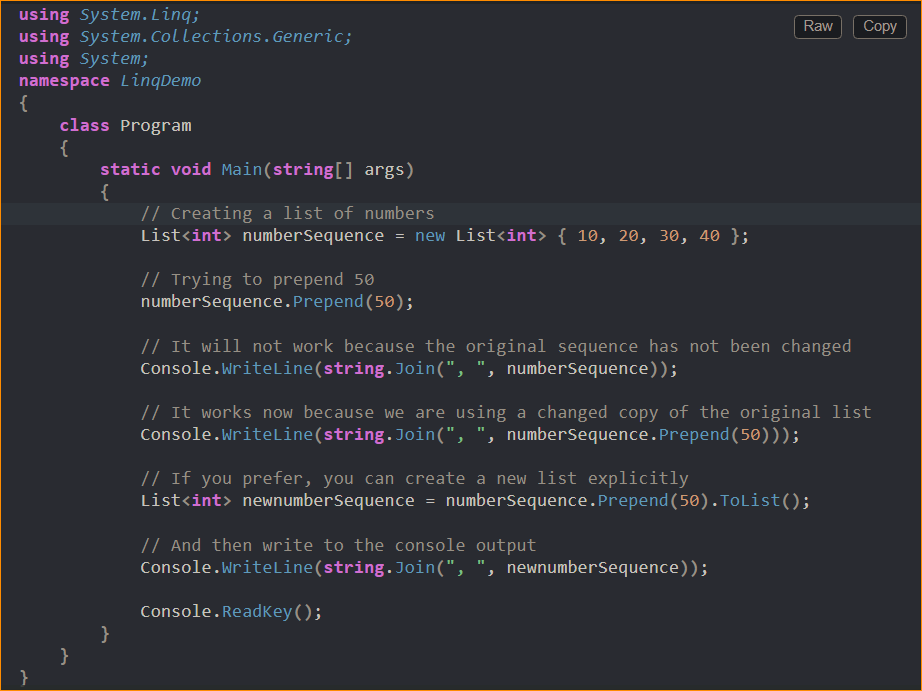 using System.Linq;
using System.Collections.Generic;
using System;
namespace LinqDemo
{
    class Program
    {
        static void Main(string[] args)
        {
            // Creating a list of numbers
            List<int> numberSequence = new List<int> { 10, 20, 30, 40 };

            // Trying to prepend 50
            numberSequence.Prepend(50);

            // It will not work because the original sequence has not been changed
            Console.WriteLine(string.Join(", ", numberSequence));

            // It works now because we are using a changed copy of the original list
            Console.WriteLine(string.Join(", ", numberSequence.Prepend(50)));

            // If you prefer, you can create a new list explicitly
            List<int> newnumberSequence = numberSequence.Prepend(50).ToList();

            // And then write to the console output
            Console.WriteLine(string.Join(", ", newnumberSequence));

            Console.ReadKey();
        }
    }
}
Raw
Copy